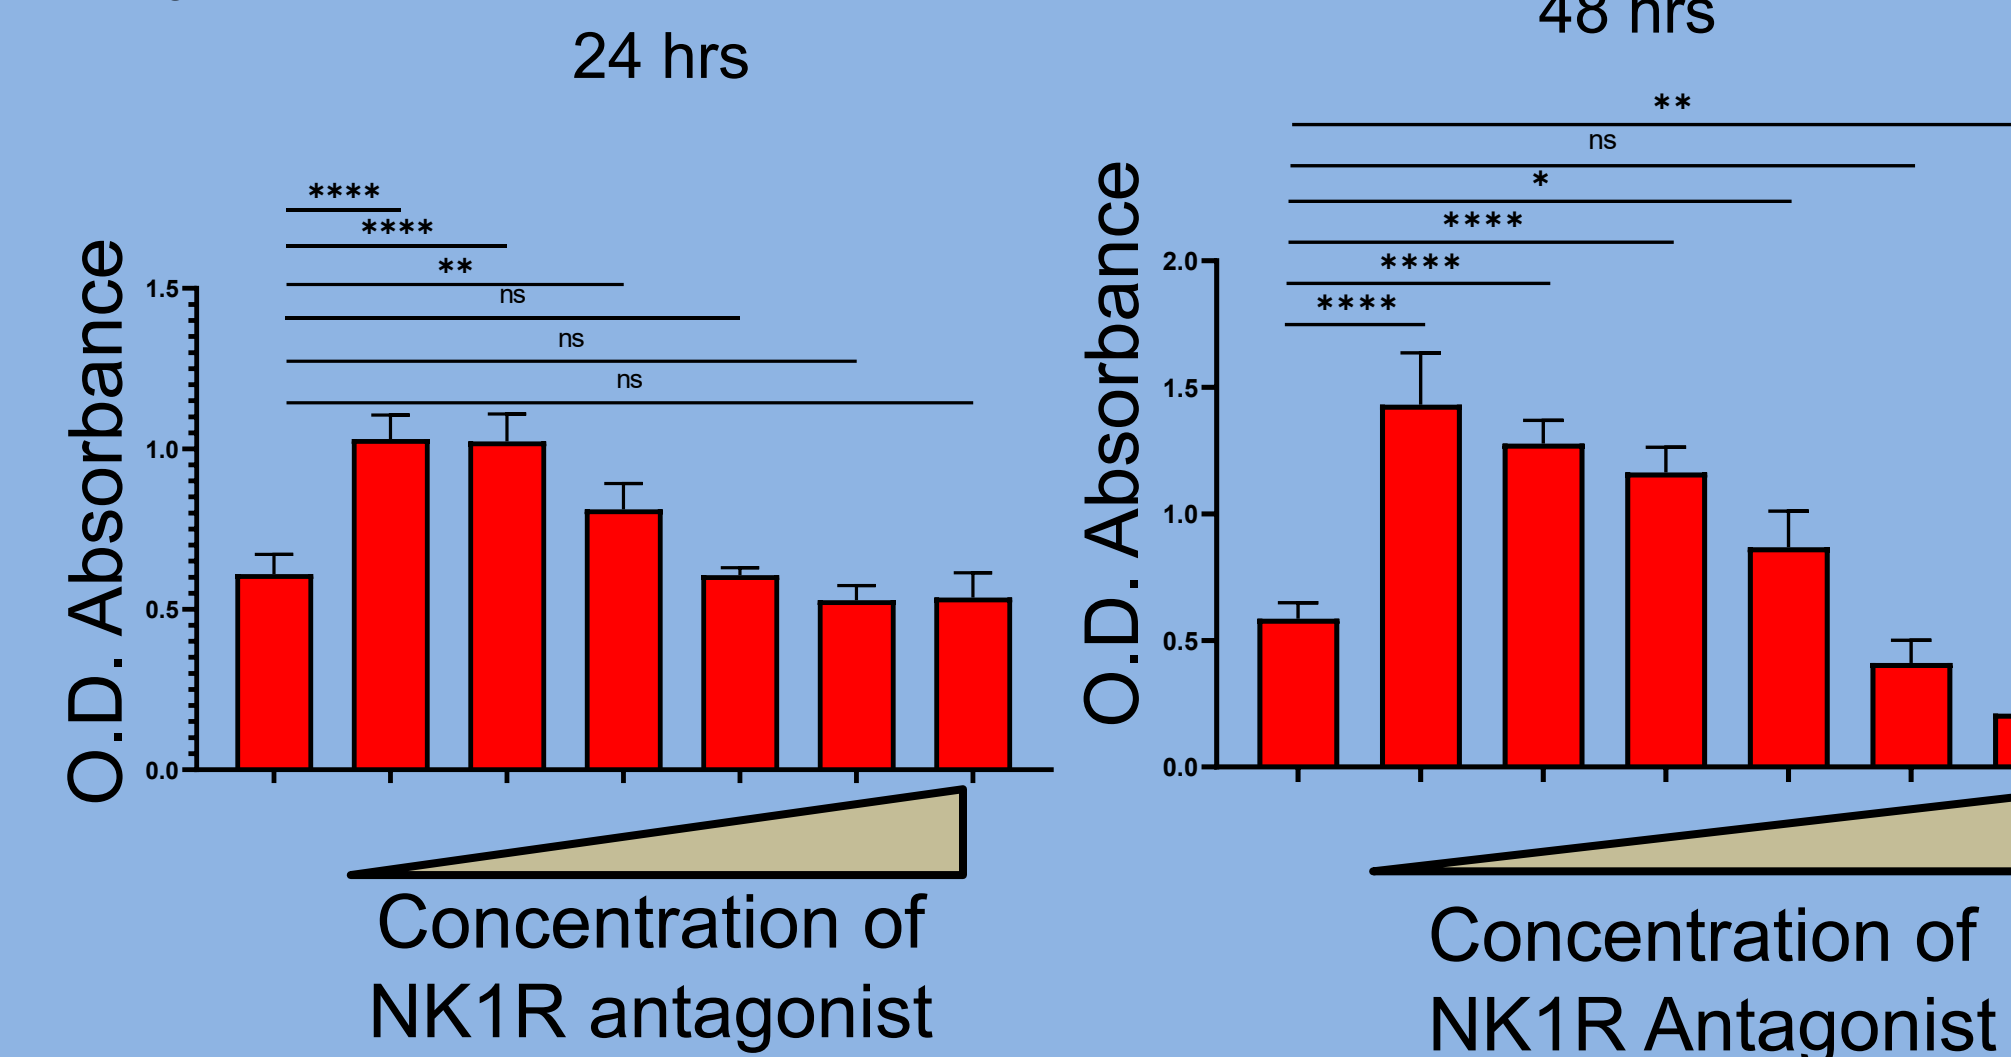 24 hrs
****
****
**
ns
ns
ns
O.D. Absorbance
1.5
1.0
0.5
0.0
Concentration of
NK1R antagonist
48 hrs
**
ns
*
****
****
****
O.D. Absorbance
2.0
1.5
1.0
0.5
0.0
Concentration of
NK1R Antagonist